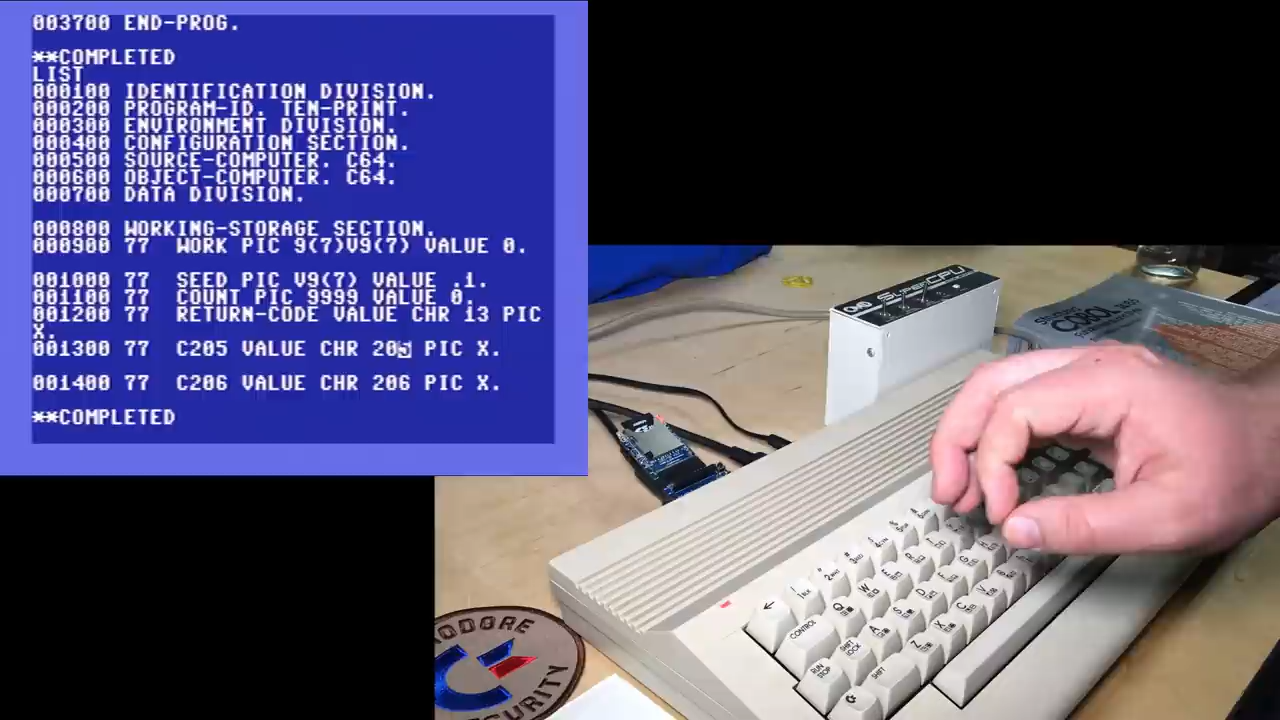 003700 END-PROG.
**COMPLETED
LIST
000100 IDENTIFICATION DIVISION.
000200 PROGRAM-ID. TEN-PRINT.
000300 ENVIRONMENT DIVISION.
000400 CONFIGURATION SECTION.
000500 SOURCE-COMPUTER. C64.
000600 OBJECT-COMPUTER. C64.
000700 DATA DIVISION.
000800 WORKING-STORAGE SECTION.
000900 77 WORK PIC 9(7)V9(7) VALUE 0.
001000 77 SEED PIC V9(7) VALUE .1.
001100 77 COUNT PIC 9999 VALUE 0.
001200 77 RETURN-CODE VALUE CHR 13 PIC
X.
001300 77 C205 VALUE CHR 205 PIC X.
001400 77 C206 VALUE CHR 206 PIC X.
**COMPLETED
SUPERCPU
COBOL
CONTROL
Q W
A S D
Z X C V
RUN STOP
SHIFT LOCK
SHIFT